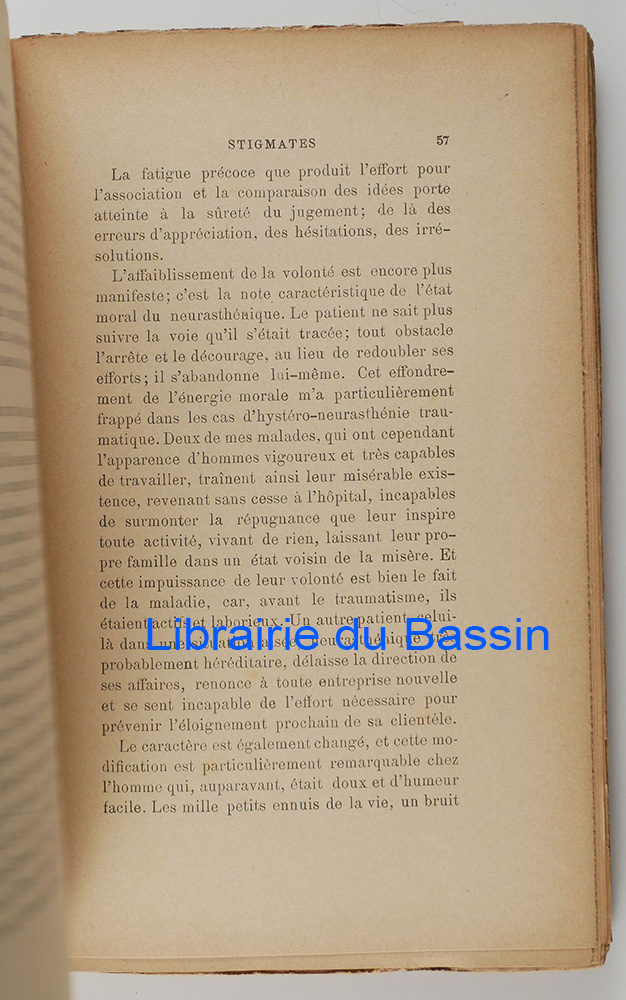 STIGMATES 57
La fatigue précoce que produit l'effort pour
l'association et la comparaison des idées porte
atteinte à la sûreté du jugement; de là des
erreurs d'appréciation, des hésitations, des irré-
solutions.
L'affaiblissement de la volonté est encore plus
manifeste; c'est la note caractéristique de l'état
moral du neurasthénique. Le patient ne sait plus
suivre la voie qu'il s'était tracée; tout obstacle
l'arrête et le décourage, au lieu de redoubler ses
efforts; il s'abandonne lui-même. Cet effondre-
ment de l'énergie morale m'a particulièrement
frappé dans les cas d'hystéro-neurasthénie trau-
matique. Deux de mes malades, qui ont cependant
l'apparence d'hommes vigoureux et très capables
de travailler, traînent ainsi leur misérable exis-
tence, revenant sans cesse à l'hôpital, incapables
de surmonter la répugnance que leur inspire
toute activité, vivant de rien, laissant leur pro-
pre famille dans un état voisin de la misère. Et
cette impuissance de leur volonté est bien le fait
de la maladie, car, avant le traumatisme, ils
étaient actifs et laborieux. Un autre patient, celui-
Librairie du Bassin
là dans une situation aisée, neurasthénique
probablement héréditaire, délaisse la direction de
ses affaires, renonce à toute entreprise nouvelle
et se sent incapable de l'effort nécessaire pour
prévenir l'éloignement prochain de sa clientèle.
Le caractère est également changé, et cette mo-
dification est particulièrement remarquable chez
l'homme qui, auparavant, était doux et d'humeur
facile. Les mille petits ennuis de la vie, un bruit